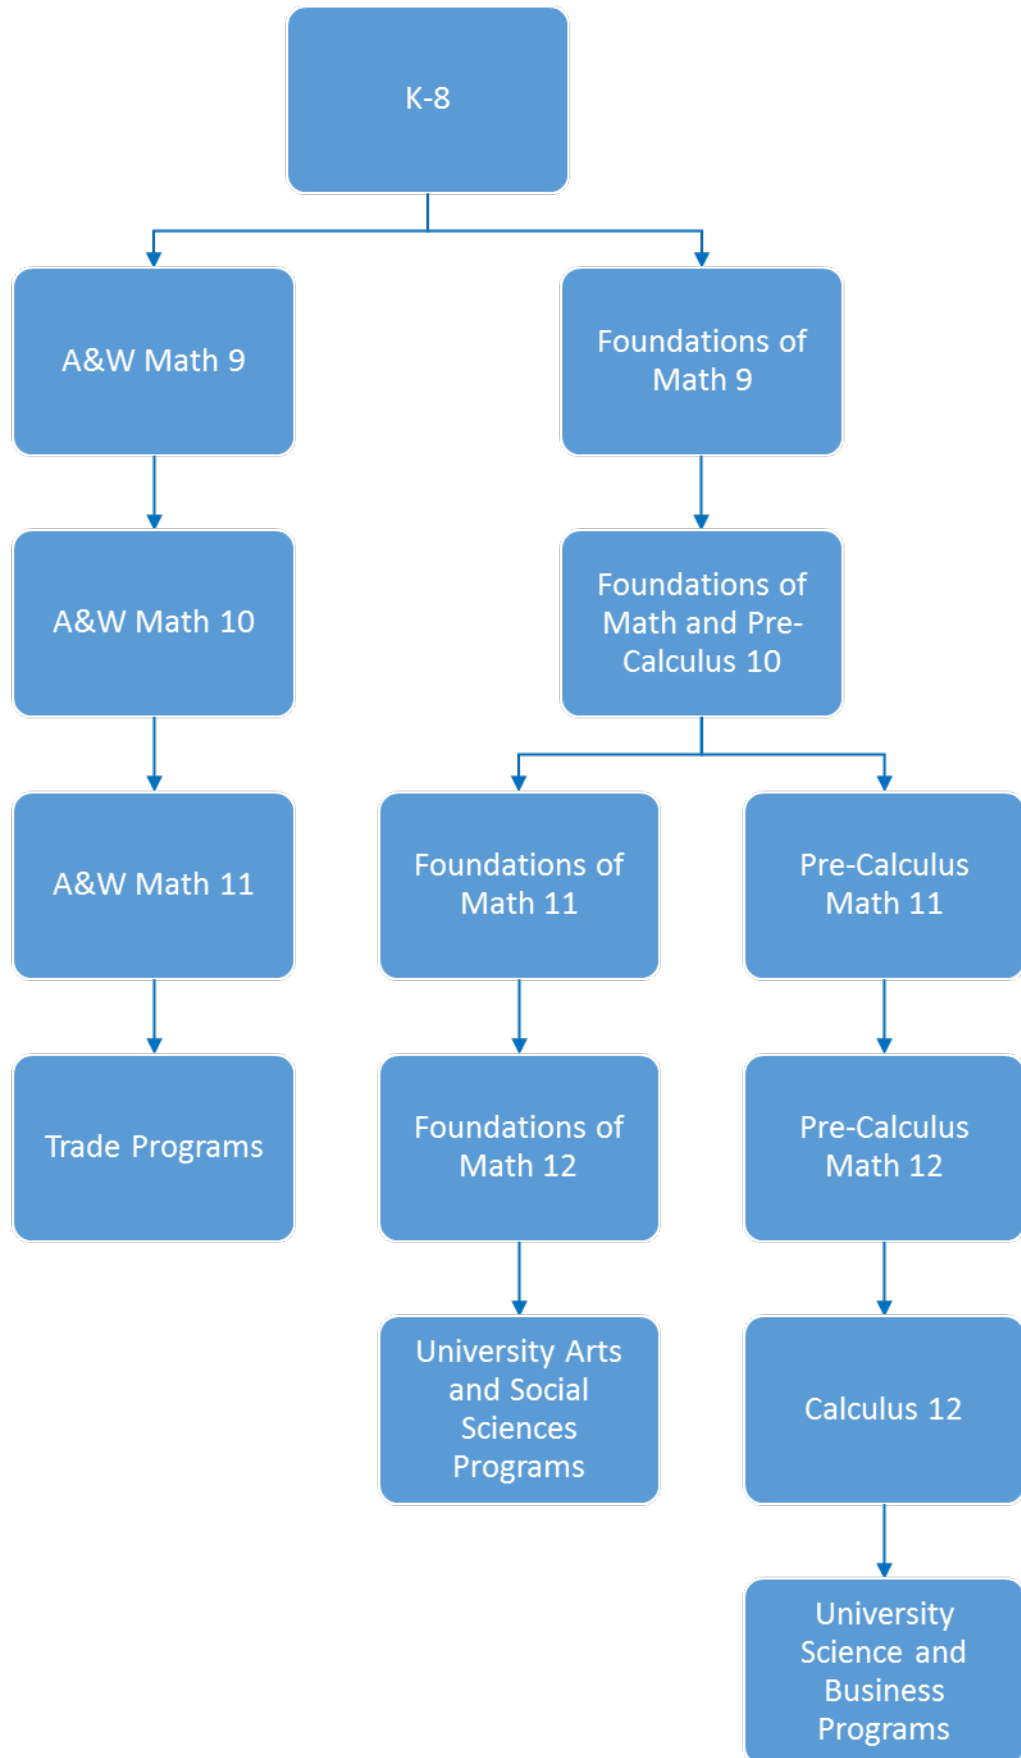 K-8
A&W Math 9
Foundations of
Math 9
A&W Math 10
Foundations of
Math and Pre-
Calculus 10
A&W Math 11
Foundations of
Math 11
Pre-Calculus
Math 11
Trade Programs
Foundations of
Math 12
Pre-Calculus
Math 12
University Arts
and Social
Sciences
Programs
Calculus 12
University
Science and
Business
Programs